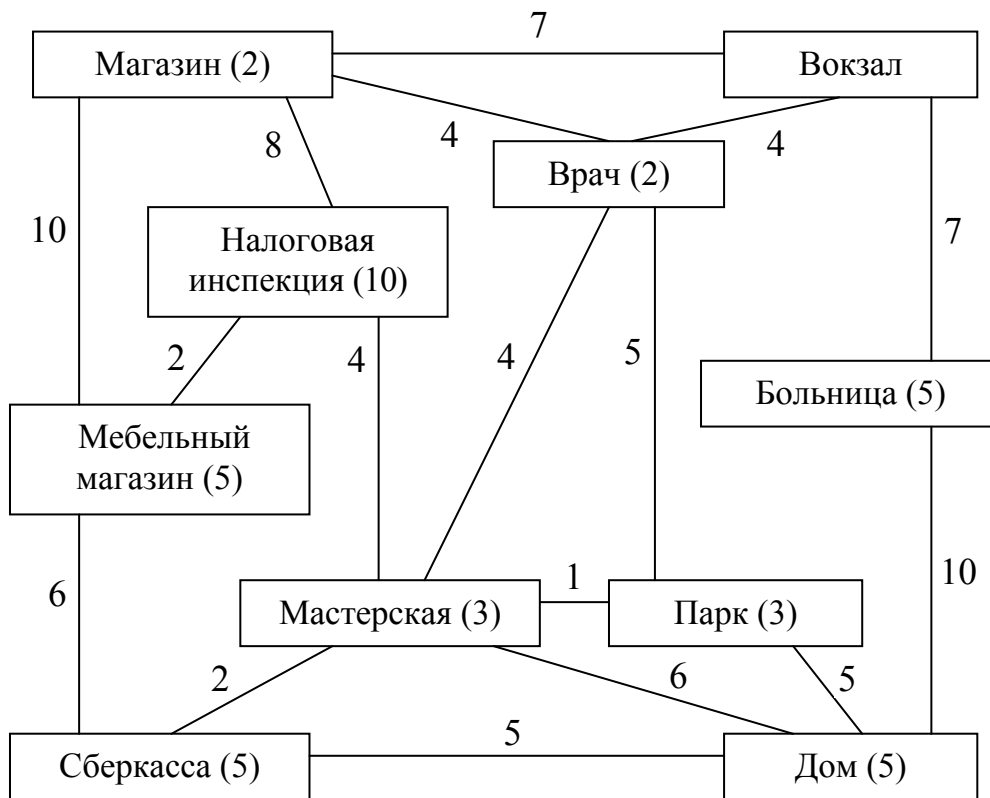 7
Магазин (2)
Вокзал
4
4
8
Врач (2)
10
Налоговая
инспекция (10)
7
2
4
4
5
Больница (5)
Мебельный
магазин (5)
6
1
10
Мастерская (3)
Парк (3)
2
6
5
5
Сберкасса (5)
Дом (5)